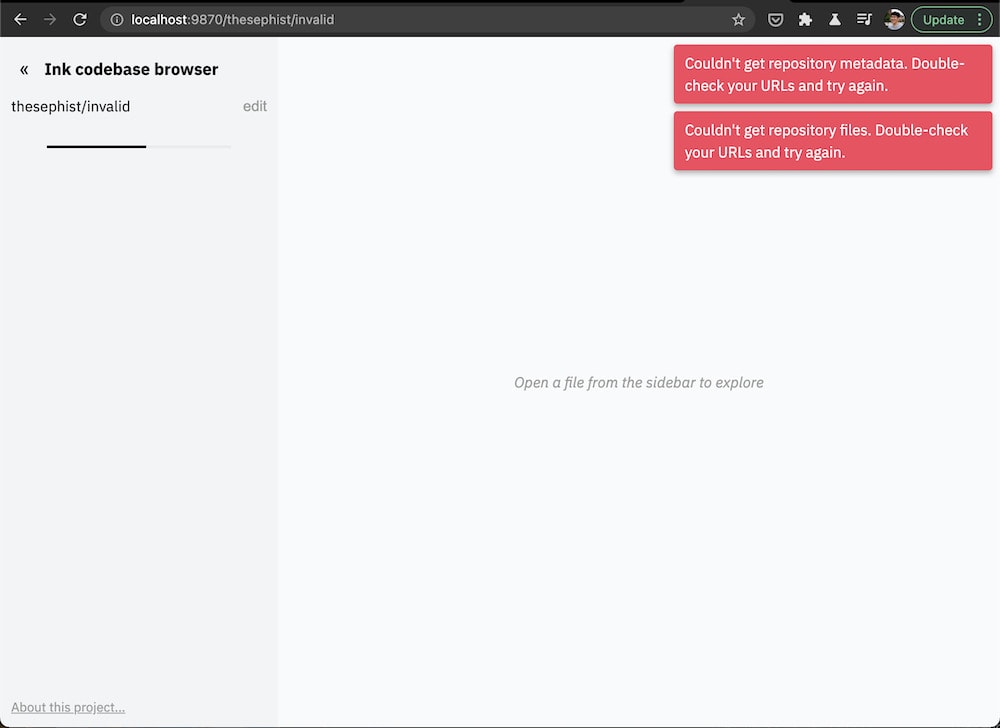 localhost:9870/thesephist/invalid
Update
« Ink codebase browser
thesephist/invalid edit
Couldn't get repository metadata. Double-
check your URLs and try again.
Couldn't get repository files. Double-check
your URLs and try again.
Open a file from the sidebar to explore
About this project...